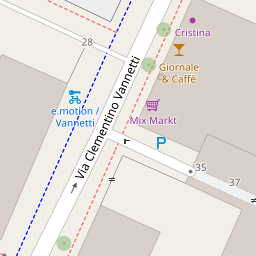 Cristina
28
Giornale
& Caffè
e.motion /
Vannetti
Via Clementino Vannetti
Mix Markt
P
35
37